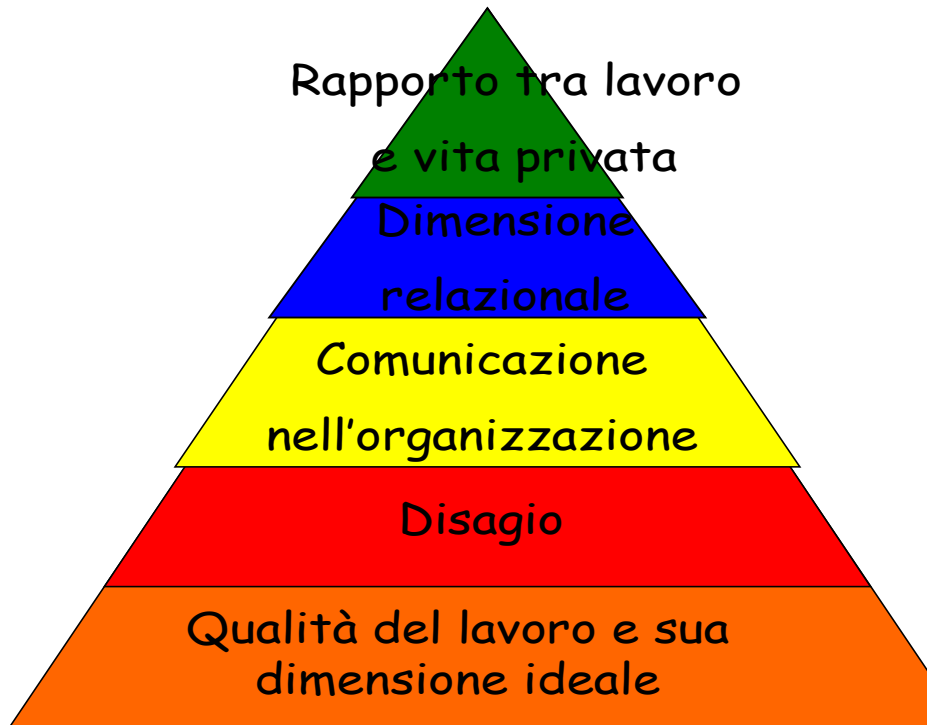 Rapporto tra lavoro
e vita privata
Dimensione
relazionale
Comunicazione
nell'organizzazione
Disagio
Qualità del lavoro e sua
dimensione ideale